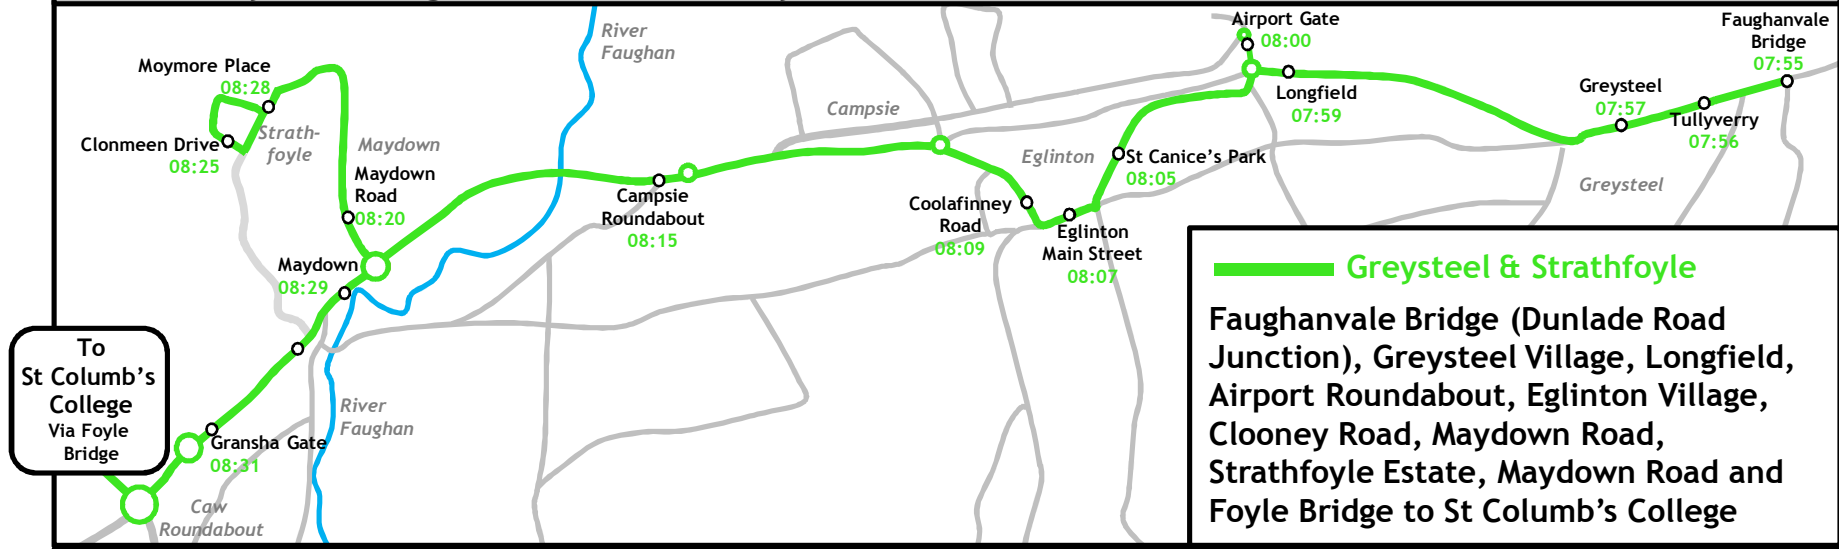 Moymore Place
08:28
Clonmeen Drive
08:25
Strath-
foyle
Maydown
Maydown
Road
08:20
Maydown
08:29
To
St Columb's
College
Via Foyle
Bridge
Gransha Gate
08:31
Caw
Roundabout
River
Faughan
River
Faughan
Campsie
Roundabout
08:15
Campsie
Coolafinney
Road
08:09
Eglinton
Eglinton
Main Street
08:07
St Canice's Park
08:05
Airport Gate
08:00
Longfield
07:59
Greysteel
07:57
Tullyverry
07:56
Faughanvale
Bridge
07:55
Greysteel
Greysteel & Strathfoyle
Faughanvale Bridge (Dunlade Road
Junction), Greysteel Village, Longfield,
Airport Roundabout, Eglinton Village,
Clooney Road, Maydown Road,
Strathfoyle Estate, Maydown Road and
Foyle Bridge to St Columb's College